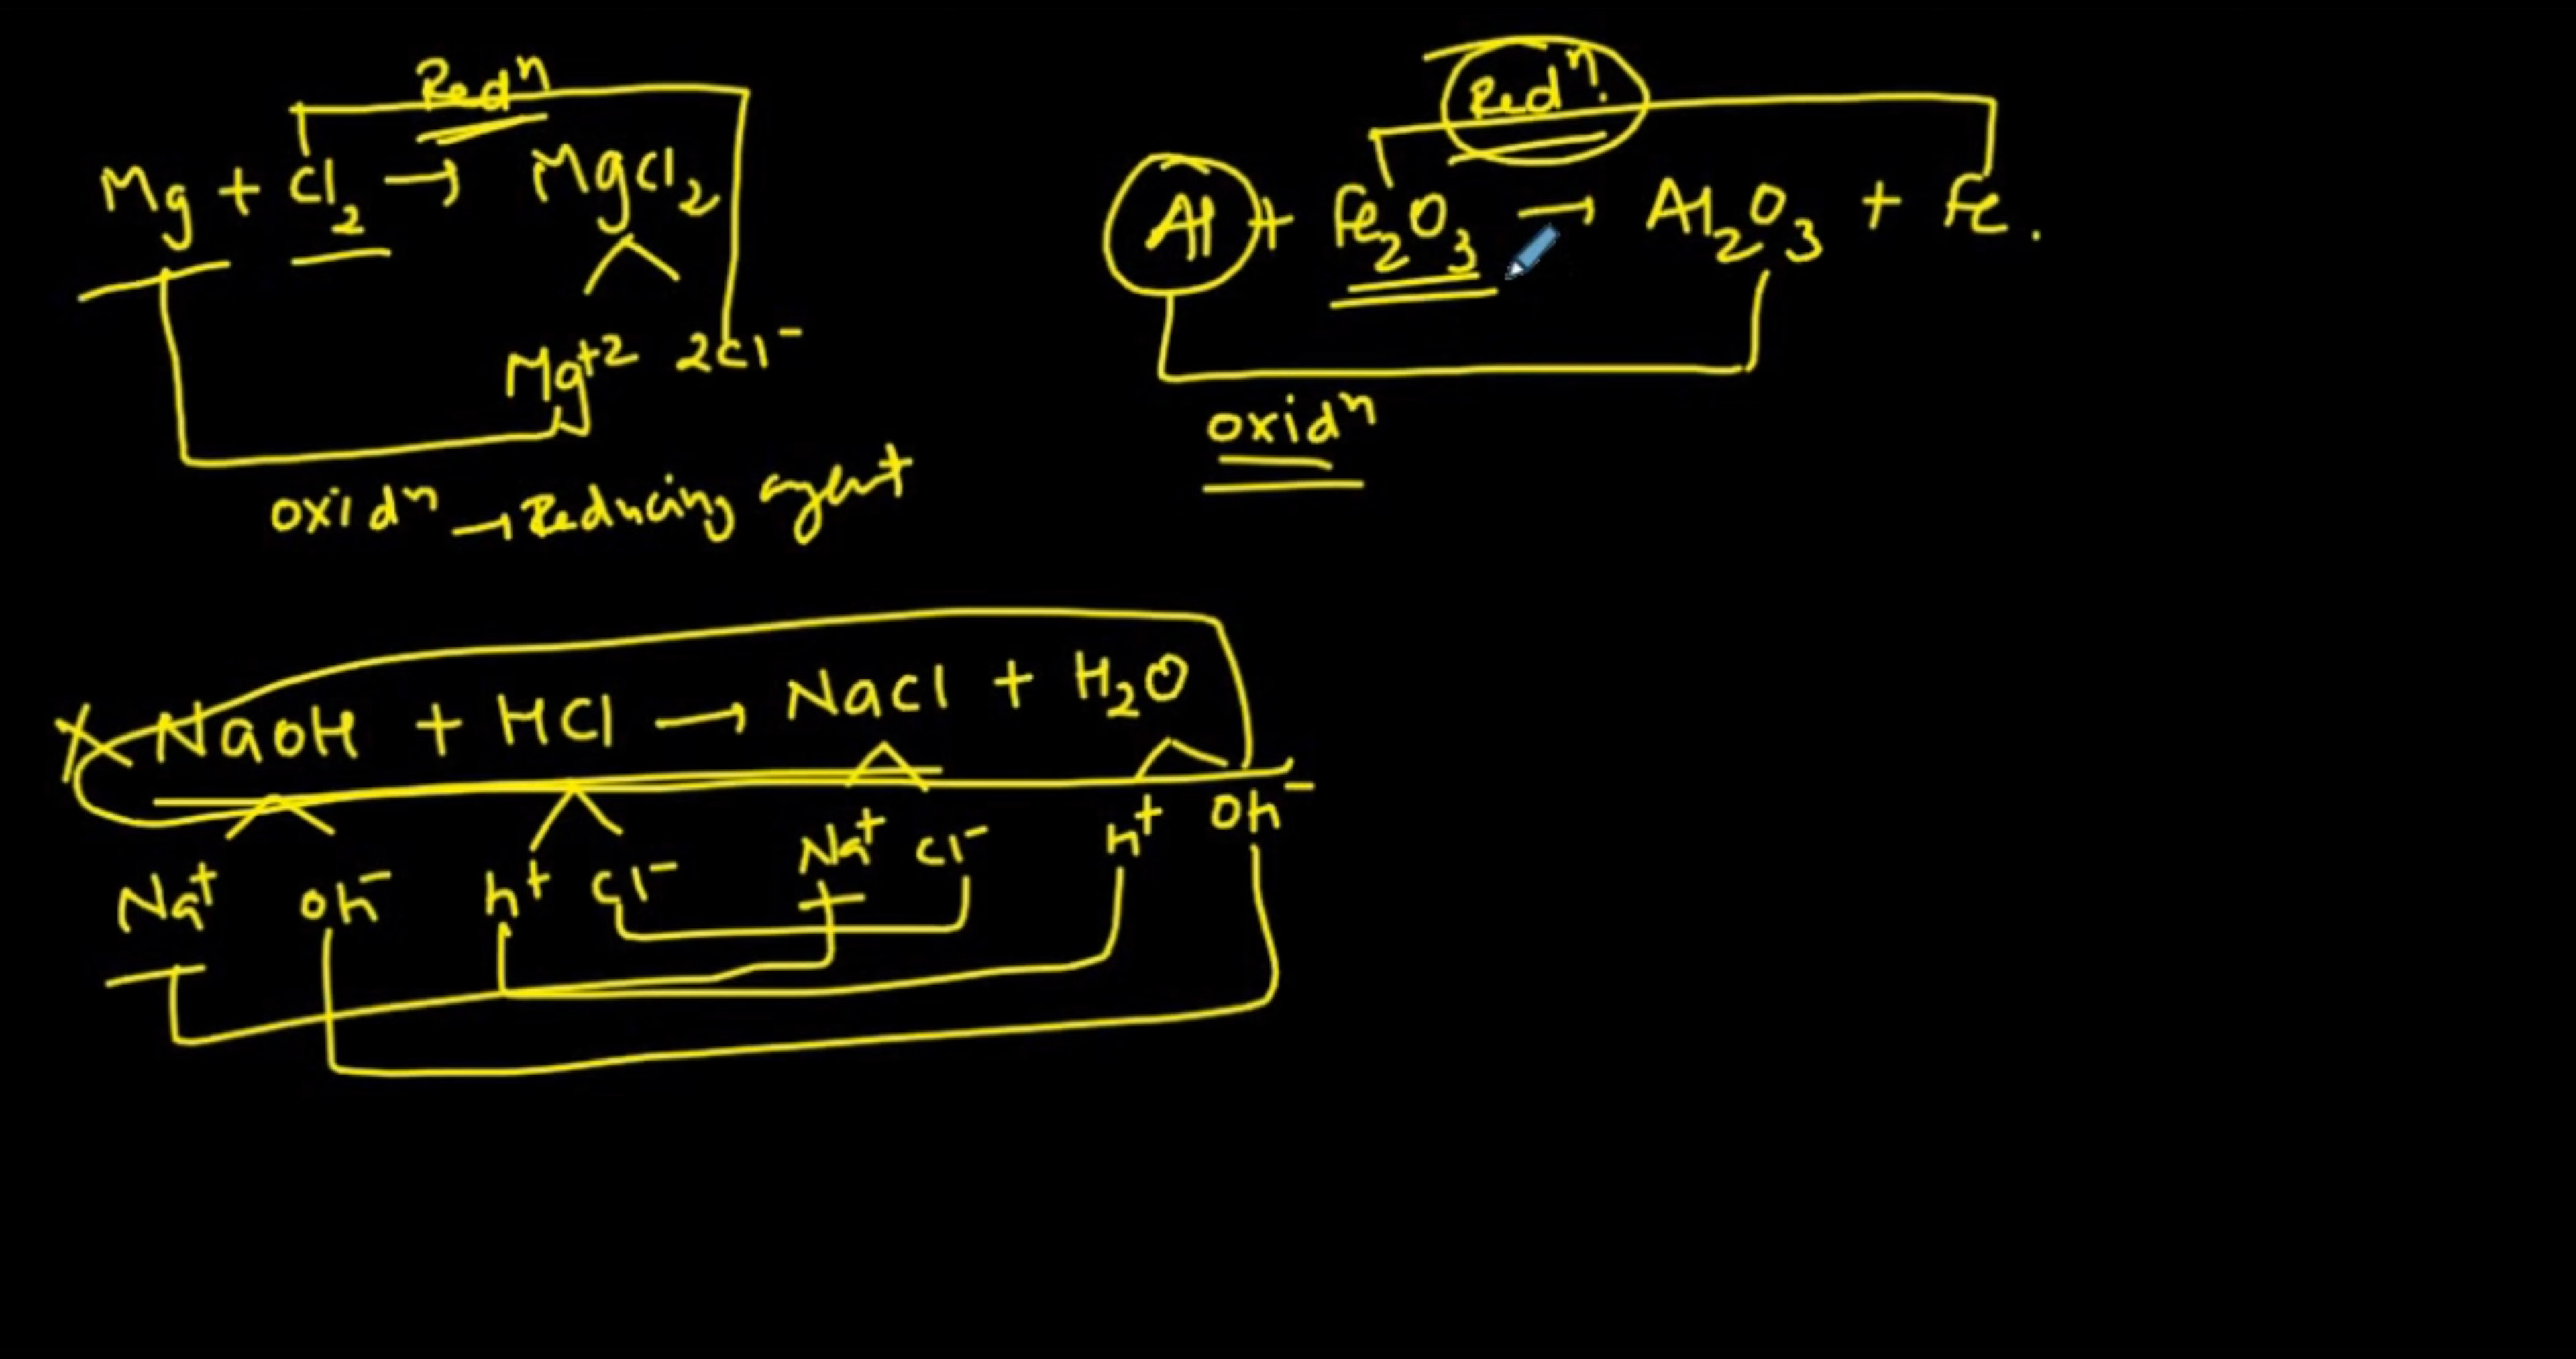 Redⁿ
Mg + Cl₂ → MgCl₂
Mg⁺² 2Cl⁻
oxidⁿ → Reducing agent
Redⁿ.
Al + Fe₂O₃ → Al₂O₃ + Fe.
oxidⁿ
X NaOH + HCl → NaCl + H₂O
Na⁺ Oh⁻ h⁺ Cl⁻ Na⁺ Cl⁻ h⁺ Oh⁻